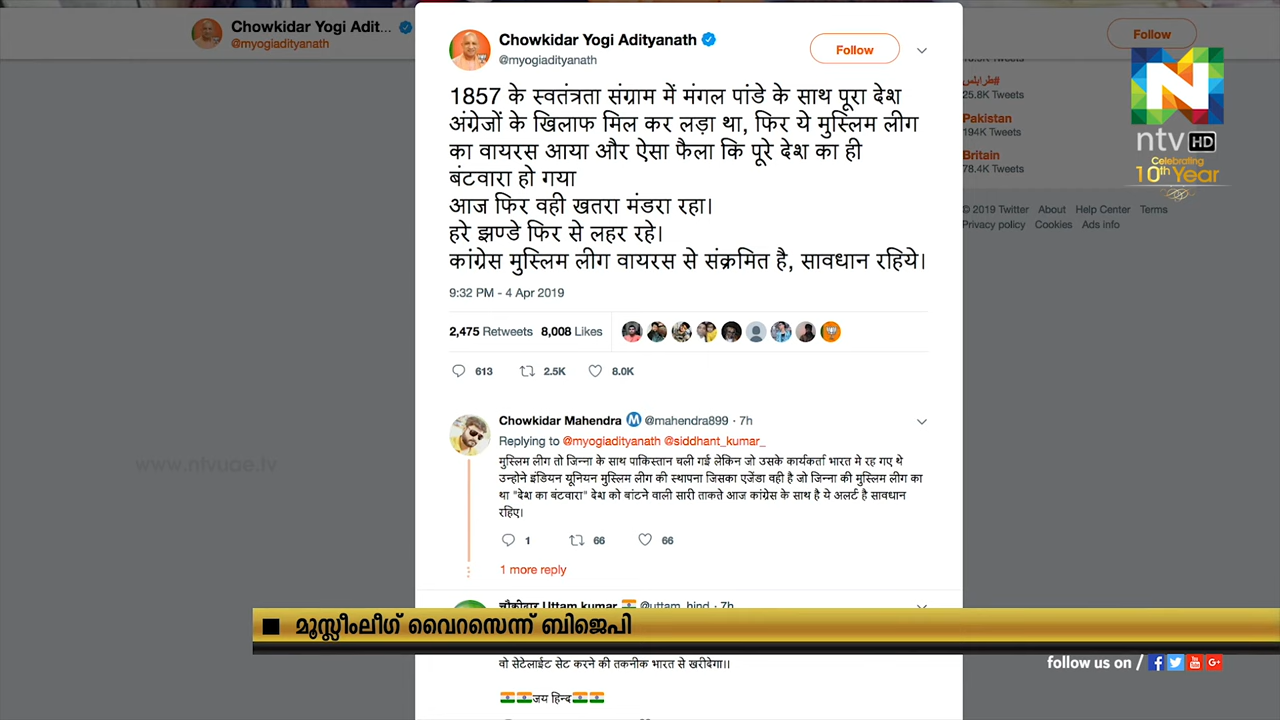 Chowkidar Yogi Adit...
@myogiadityanath
Follow
Chowkidar Yogi Adityanath
@myogiadityanath
Follow
1857 के स्वतंत्रता संग्राम में मंगल पांडे के साथ पूरा देश
अंग्रेजों के खिलाफ मिल कर लड़ा था, फिर ये मुस्लिम लीग
का वायरस आया और ऐसा फैला कि पूरे देश का ही
बंटवारा हो गया
आज फिर वही खतरा मंडरा रहा।
हरे झण्डे फिर से लहर रहे।
कांग्रेस मुस्लिम लीग वायरस से संक्रमित है, सावधान रहिये।
9:32 PM - 4 Apr 2019
2,475 Retweets 8,008 Likes
613 2.5K 8.0K
Chowkidar Mahendra M @mahendra899 · 7h
Replying to @myogiadityanath @siddhant_kumar_
मुस्लिम लीग तो जिन्ना के साथ पाकिस्तान चली गई लेकिन जो उसके कार्यकर्ता भारत मे रह गए थे
उन्होने इंडियन यूनियन मुस्लिम लीग की स्थापना जिसका एजेंडा वही है जो जिन्ना की मुस्लिम लीग का
था "देश का बंटवारा" देश को बांटने वाली सारी ताकते आज कांग्रेस के साथ है ये अलर्ट है सावधान
रहिए।
1 66 66
1 more reply
चौकीदार Uttam kumar 🇮🇳 @uttam_hind · 7h
वो सेटेलाईट सेट करने की तकनीक भारत से खरीदेगा।।
🇮🇳🇮🇳जय हिन्द🇮🇳🇮🇳
#طرابلس
25.8K Tweets
Pakistan
194K Tweets
Britain
78.4K Tweets
© 2019 Twitter About Help Center Terms
Privacy policy Cookies Ads info
N
ntv HD
Celebrating
10th Year
www.ntvuae.tv
മുസ്ലീംലീഗ് വൈറസെന്ന് ബിജെപി
follow us on /